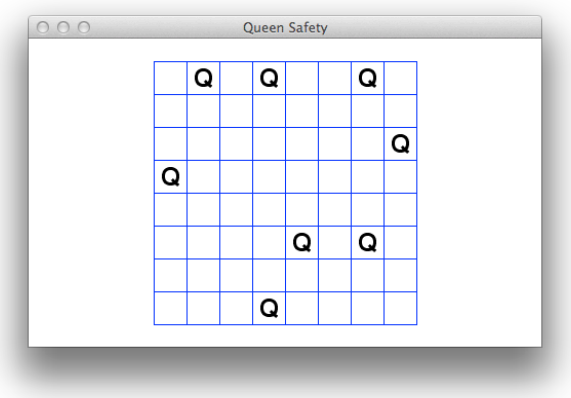 Queen Safety
Q Q Q
Q
Q
Q Q
Q